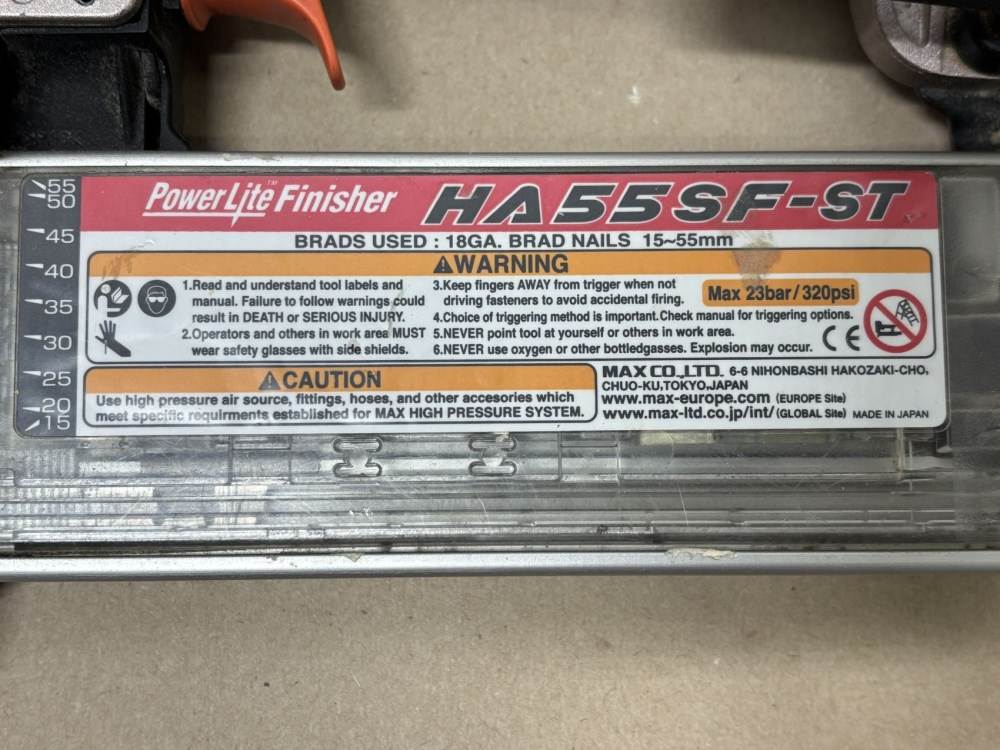 55
50
45
40
35
30
25
20
15
PowerLite™ Finisher HA55SF-ST
BRADS USED : 18GA. BRAD NAILS 15~55mm
⚠WARNING
1.Read and understand tool labels and
manual. Failure to follow warnings could
result in DEATH or SERIOUS INJURY.
2.Operators and others in work area MUST
wear safety glasses with side shields.
3.Keep fingers AWAY from trigger when not
driving fasteners to avoid accidental firing.
4.Choice of triggering method is important.Check manual for triggering options.
5.NEVER point tool at yourself or others in work area.
6.NEVER use oxygen or other bottledgasses. Explosion may occur.
Max 23bar/320psi
CE
⚠CAUTION
Use high pressure air source, fittings, hoses, and other accesories which
meet specific requirments established for MAX HIGH PRESSURE SYSTEM.
MAX CO.,LTD. 6-6 NIHONBASHI HAKOZAKI-CHO,
CHUO-KU,TOKYO,JAPAN
www.max-europe.com (EUROPE Site)
www.max-ltd.co.jp/int/ (GLOBAL Site) MADE IN JAPAN